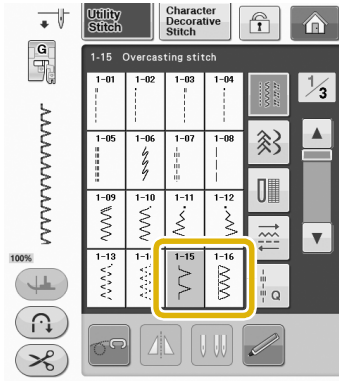 Utility
Stitch
Character
Decorative
Stitch
G
1-15 Overcasting stitch
1/3
1-01 1-02 1-03 1-04
1-05 1-06 1-07 1-08
1-09 1-10 1-11 1-12
1-13 1-14 1-15 1-16
100%
Q